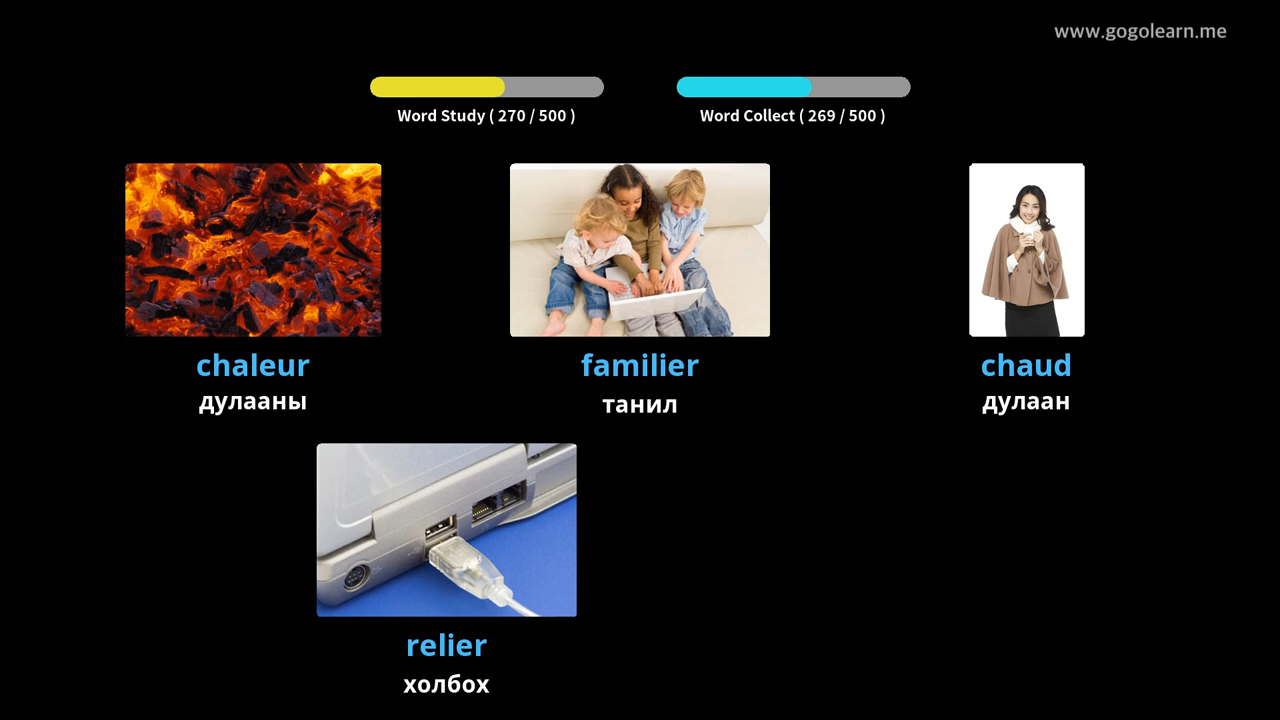 www.gogolearn.me
Word Study ( 270 / 500 )
Word Collect ( 269 / 500 )
chaleur
дулааны
familier
танил
chaud
дулаан
relier
холбох